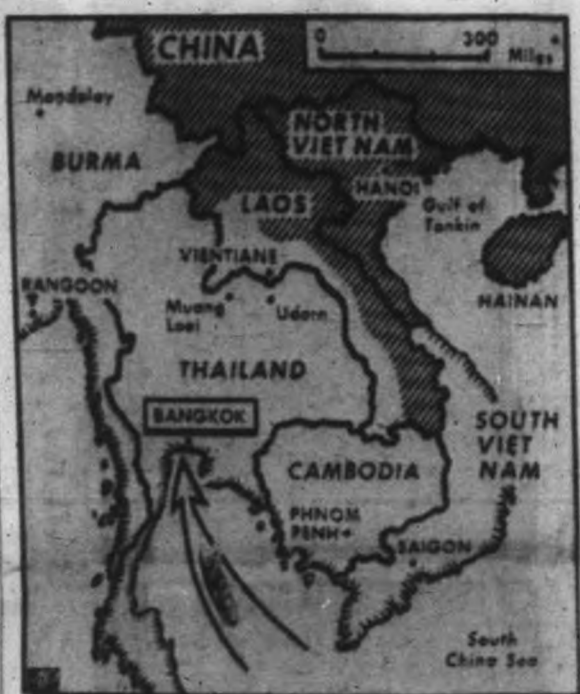 CHINA
0 300
Miles
Mandalay
NORTH
VIET NAM
BURMA
HANOI
LAOS
Gulf of
Tonkin
VIENTIANE
RANGOON
HAINAN
Muang
Loei
Udorn
THAILAND
BANGKOK
SOUTH
VIET
NAM
CAMBODIA
PHNOM
PENH
SAIGON
South
China Sea